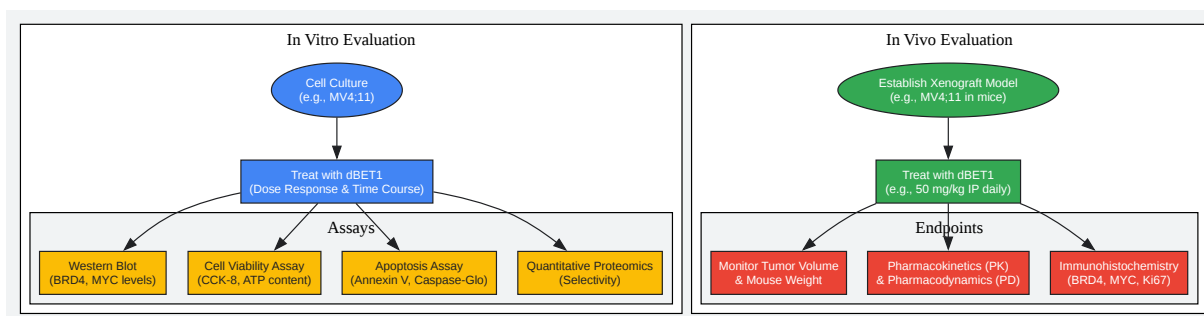 In Vitro Evaluation
Cell Culture
(e.g., MV4;11)
Treat with dBET1
(Dose Response & Time Course)
Assays
Western Blot
(BRD4, MYC levels)
Cell Viability Assay
(CCK-8, ATP content)
Apoptosis Assay
(Annexin V, Caspase-Glo)
Quantitative Proteomics
(Selectivity)
In Vivo Evaluation
Establish Xenograft Model
(e.g., MV4;11 in mice)
Treat with dBET1
(e.g., 50 mg/kg IP daily)
Endpoints
Monitor Tumor Volume
& Mouse Weight
Pharmacokinetics (PK)
& Pharmacodynamics (PD)
Immunohistochemistry
(BRD4, MYC, Ki67)